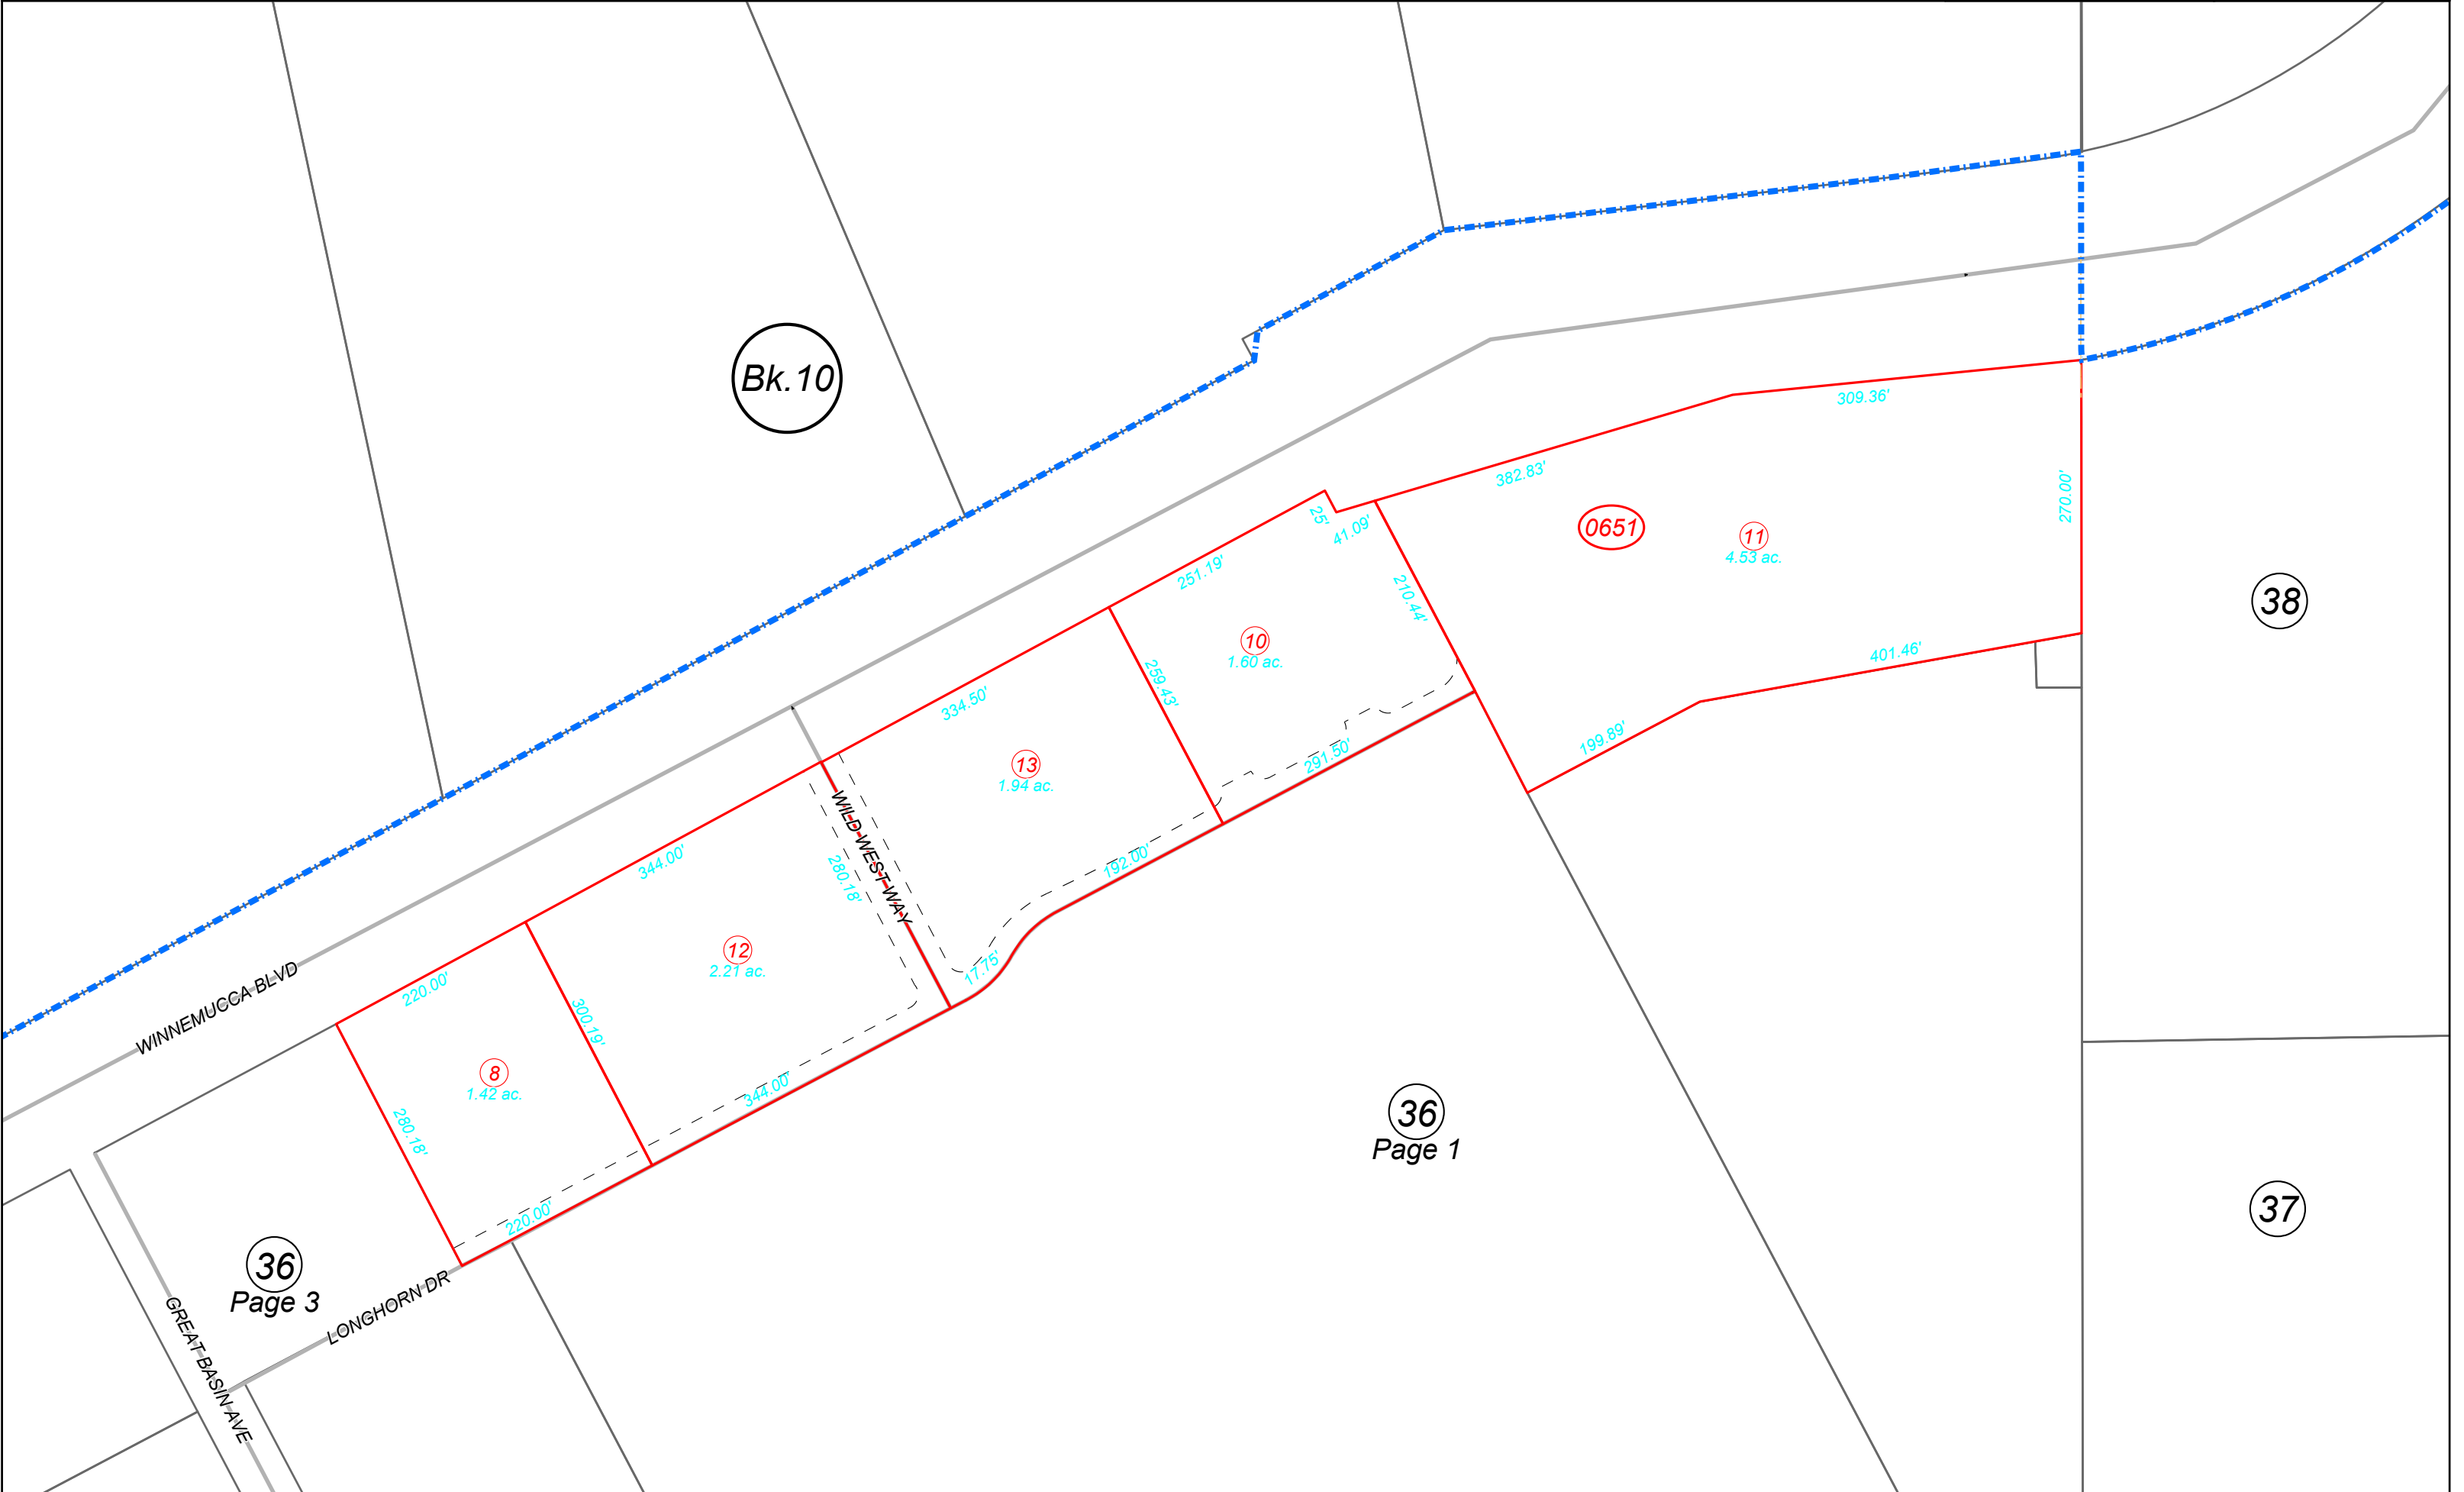 Bk.10
309.36'
382.83'
270.00'
0651
11
4.53 ac.
25'
41.09'
251.19'
210.44'
38
10
1.60 ac.
259.43'
401.46'
334.50'
199.89'
291.50'
13
1.94 ac.
WILD WEST WAY
280.18'
344.00'
192.00'
12
2.21 ac.
17.75'
WINNEMUCCA BLVD
220.00'
300.19'
8
1.42 ac.
344.00'
280.18'
36
Page 1
220.00'
37
36
Page 3
LONGHORN DR
GREAT BASIN AVE